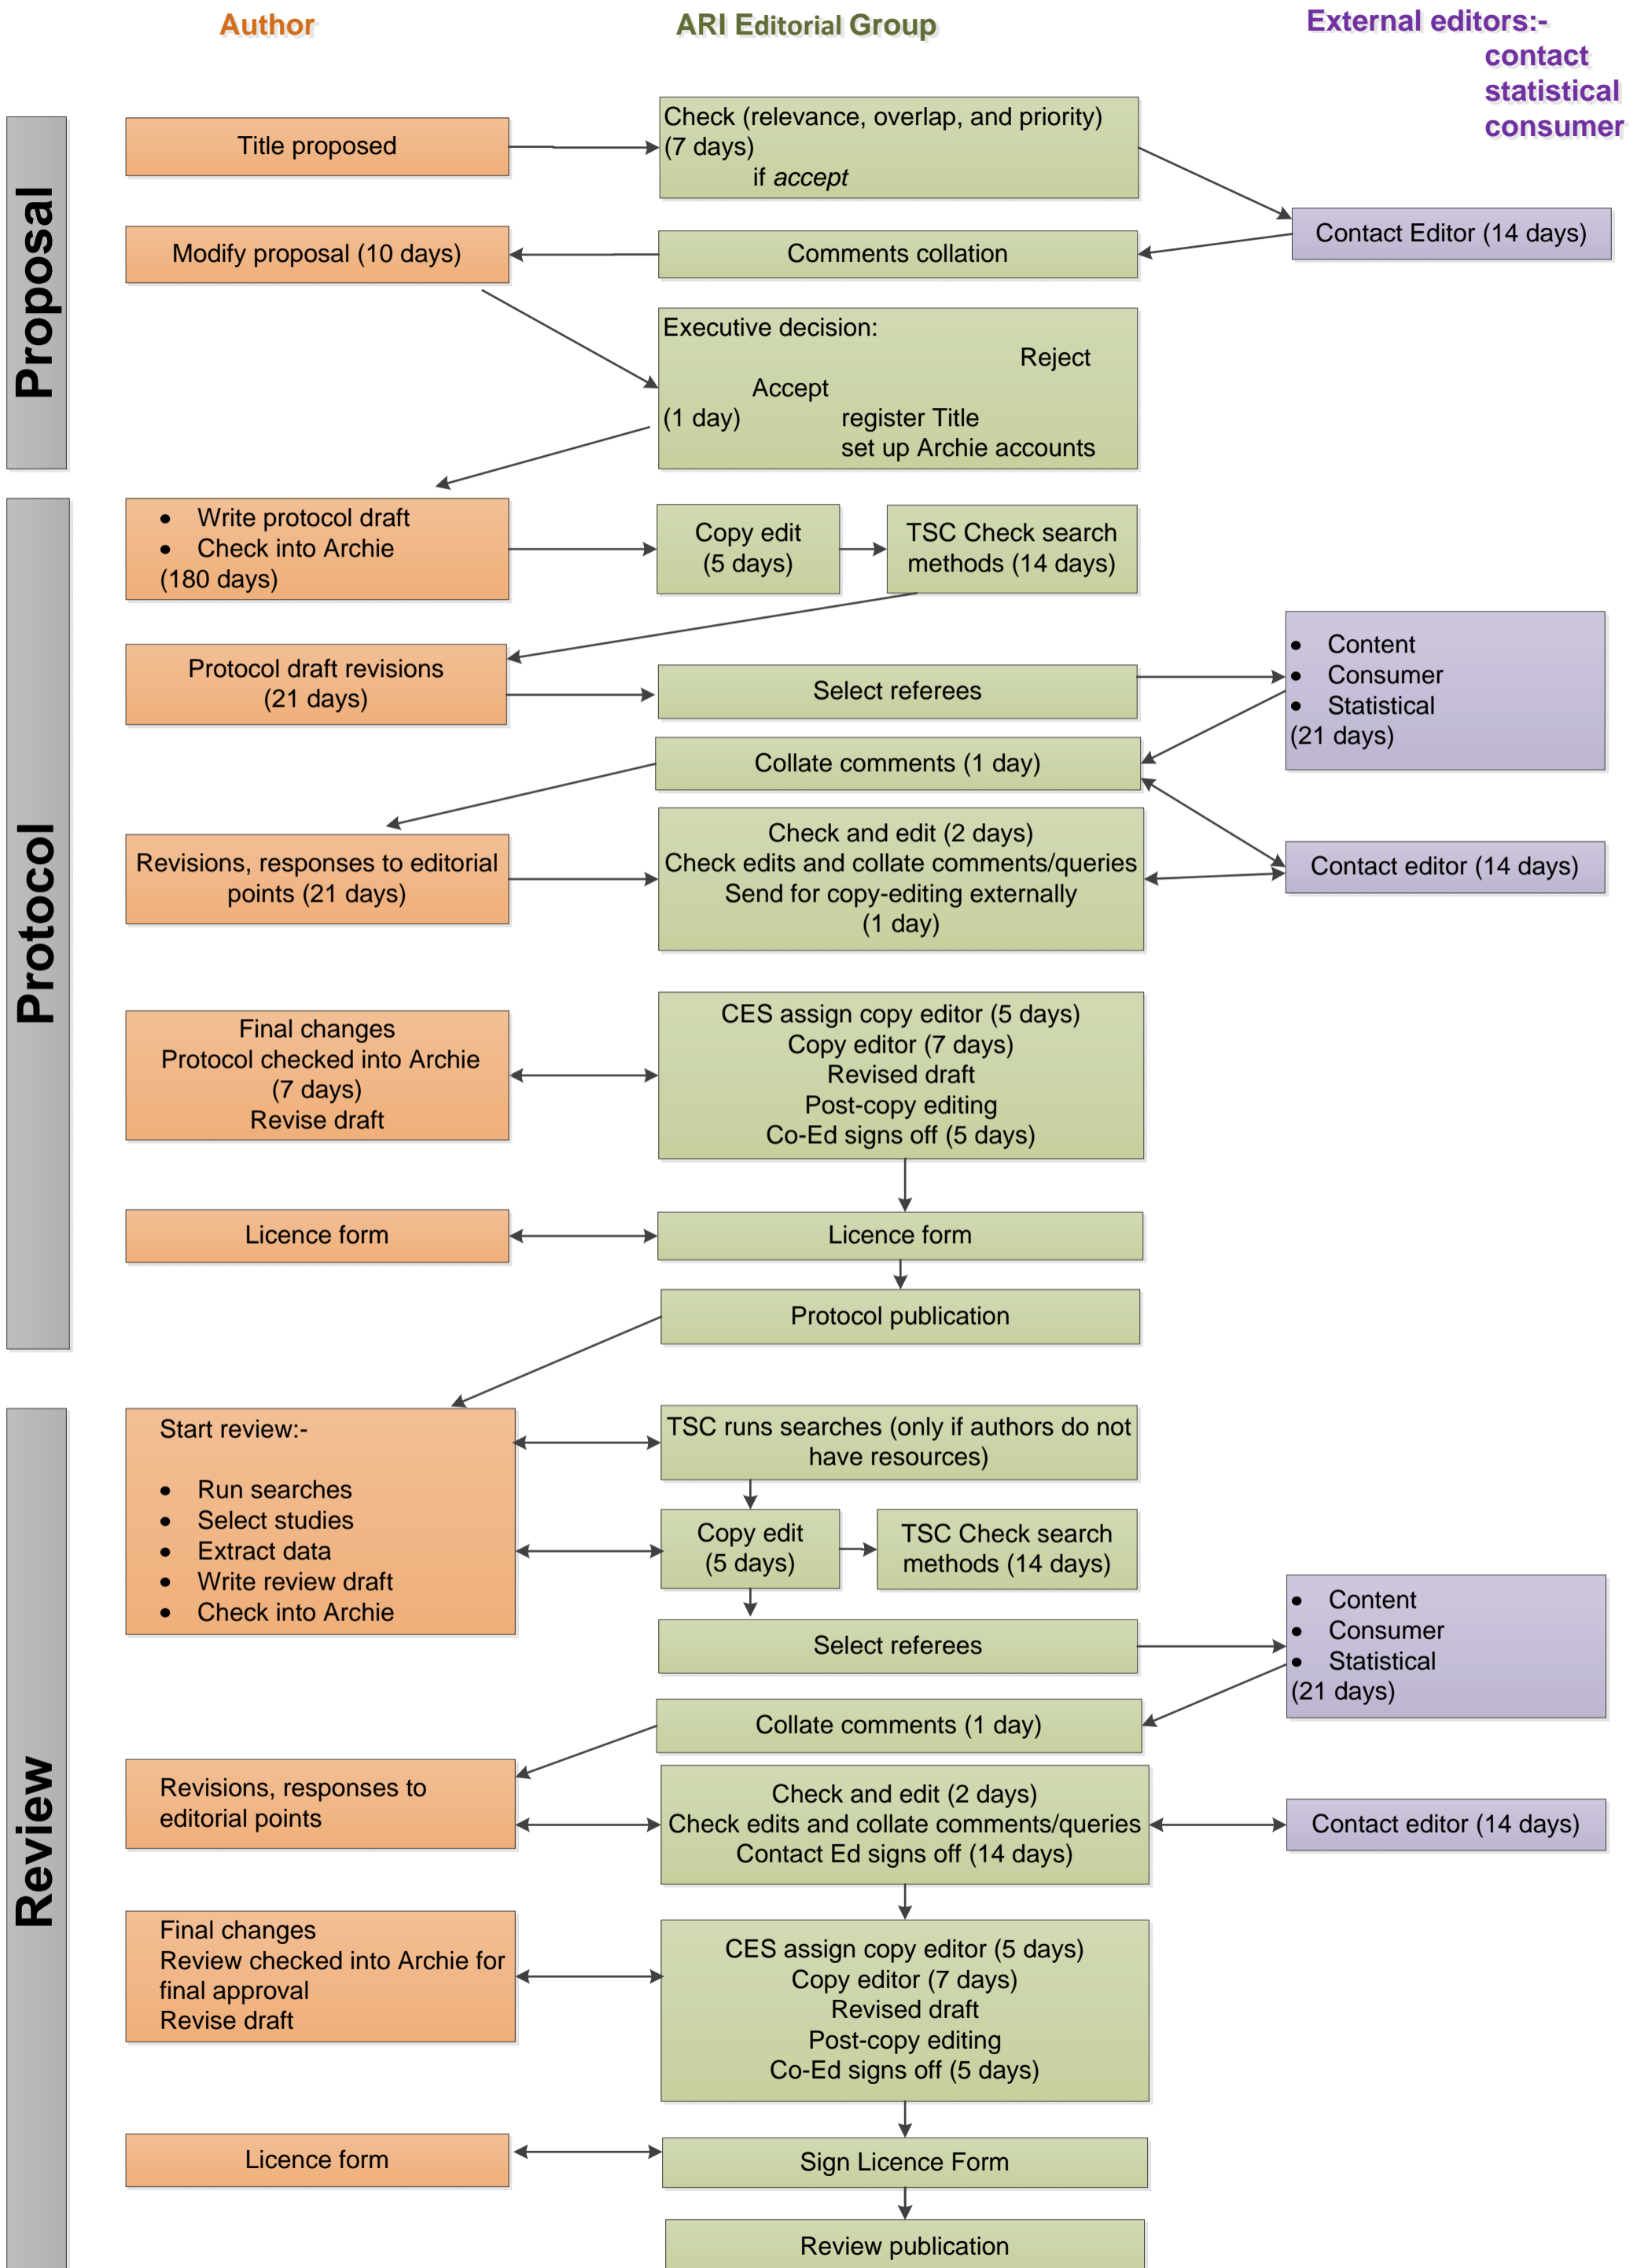 Author
ARI Editorial Group
External editors:-
contact
statistical
consumer
Proposal
Title proposed
Check (relevance, overlap, and priority)
(7 days)
if accept
Contact Editor (14 days)
Modify proposal (10 days)
Comments collation
Executive decision:
Reject
Accept
(1 day) register Title
set up Archie accounts
Protocol
• Write protocol draft
• Check into Archie
(180 days)
Copy edit
(5 days)
TSC Check search
methods (14 days)
Protocol draft revisions
(21 days)
Select referees
• Content
• Consumer
• Statistical
(21 days)
Collate comments (1 day)
Revisions, responses to editorial
points (21 days)
Check and edit (2 days)
Check edits and collate comments/queries
Send for copy-editing externally
(1 day)
Contact editor (14 days)
Final changes
Protocol checked into Archie
(7 days)
Revise draft
CES assign copy editor (5 days)
Copy editor (7 days)
Revised draft
Post-copy editing
Co-Ed signs off (5 days)
Licence form
Licence form
Protocol publication
Review
Start review:-
• Run searches
• Select studies
• Extract data
• Write review draft
• Check into Archie
TSC runs searches (only if authors do not
have resources)
Copy edit
(5 days)
TSC Check search
methods (14 days)
Select referees
• Content
• Consumer
• Statistical
(21 days)
Collate comments (1 day)
Revisions, responses to
editorial points
Check and edit (2 days)
Check edits and collate comments/queries
Contact Ed signs off (14 days)
Contact editor (14 days)
Final changes
Review checked into Archie for
final approval
Revise draft
CES assign copy editor (5 days)
Copy editor (7 days)
Revised draft
Post-copy editing
Co-Ed signs off (5 days)
Licence form
Sign Licence Form
Review publication